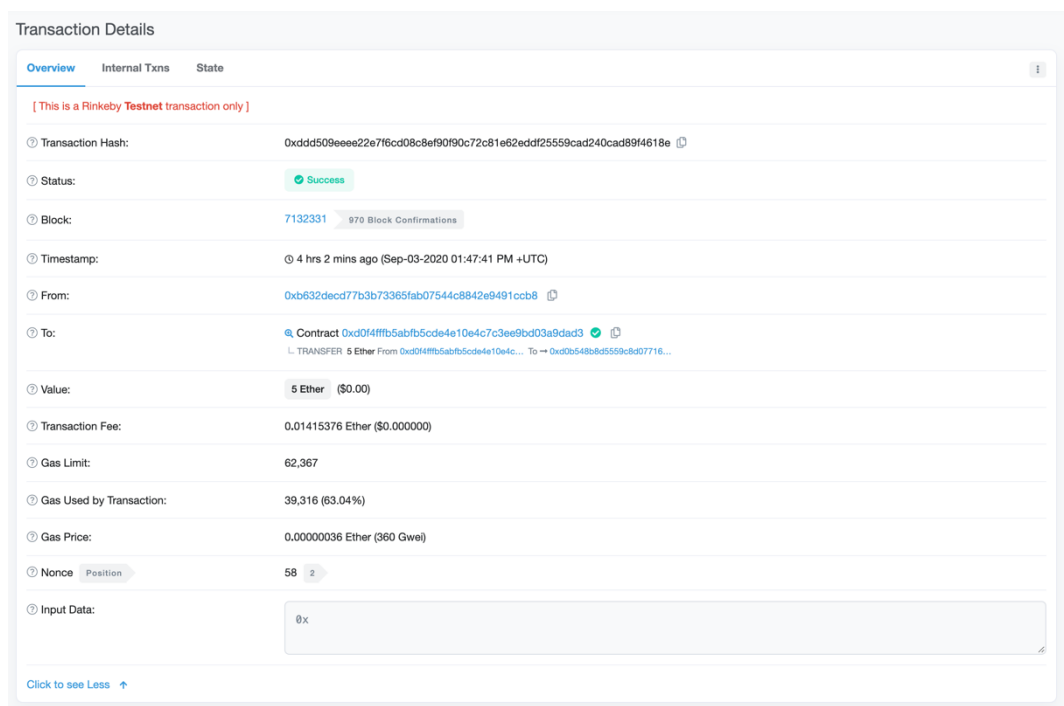 Transaction Details
Overview Internal Txns State
[ This is a Rinkeby Testnet transaction only ]
Transaction Hash: 0xddd509eeee22e7f6cd08c8ef90f90c72c81e62eddf25559cad240cad89f4618e
Status: Success
Block: 7132331 970 Block Confirmations
Timestamp: 4 hrs 2 mins ago (Sep-03-2020 01:47:41 PM +UTC)
From: 0xb632decd77b3b73365fab07544c8842e9491ccb8
To: Contract 0xd0f4fffb5abfb5cde4e10e4c7c3ee9bd03a9dad3
TRANSFER 5 Ether From 0xd0f4fffb5abfb5cde4e10e4c... To → 0xd0b548b8d5559c8d07716...
Value: 5 Ether ($0.00)
Transaction Fee: 0.01415376 Ether ($0.000000)
Gas Limit: 62,367
Gas Used by Transaction: 39,316 (63.04%)
Gas Price: 0.00000036 Ether (360 Gwei)
Nonce Position 58 2
Input Data: 0x
Click to see Less ↑